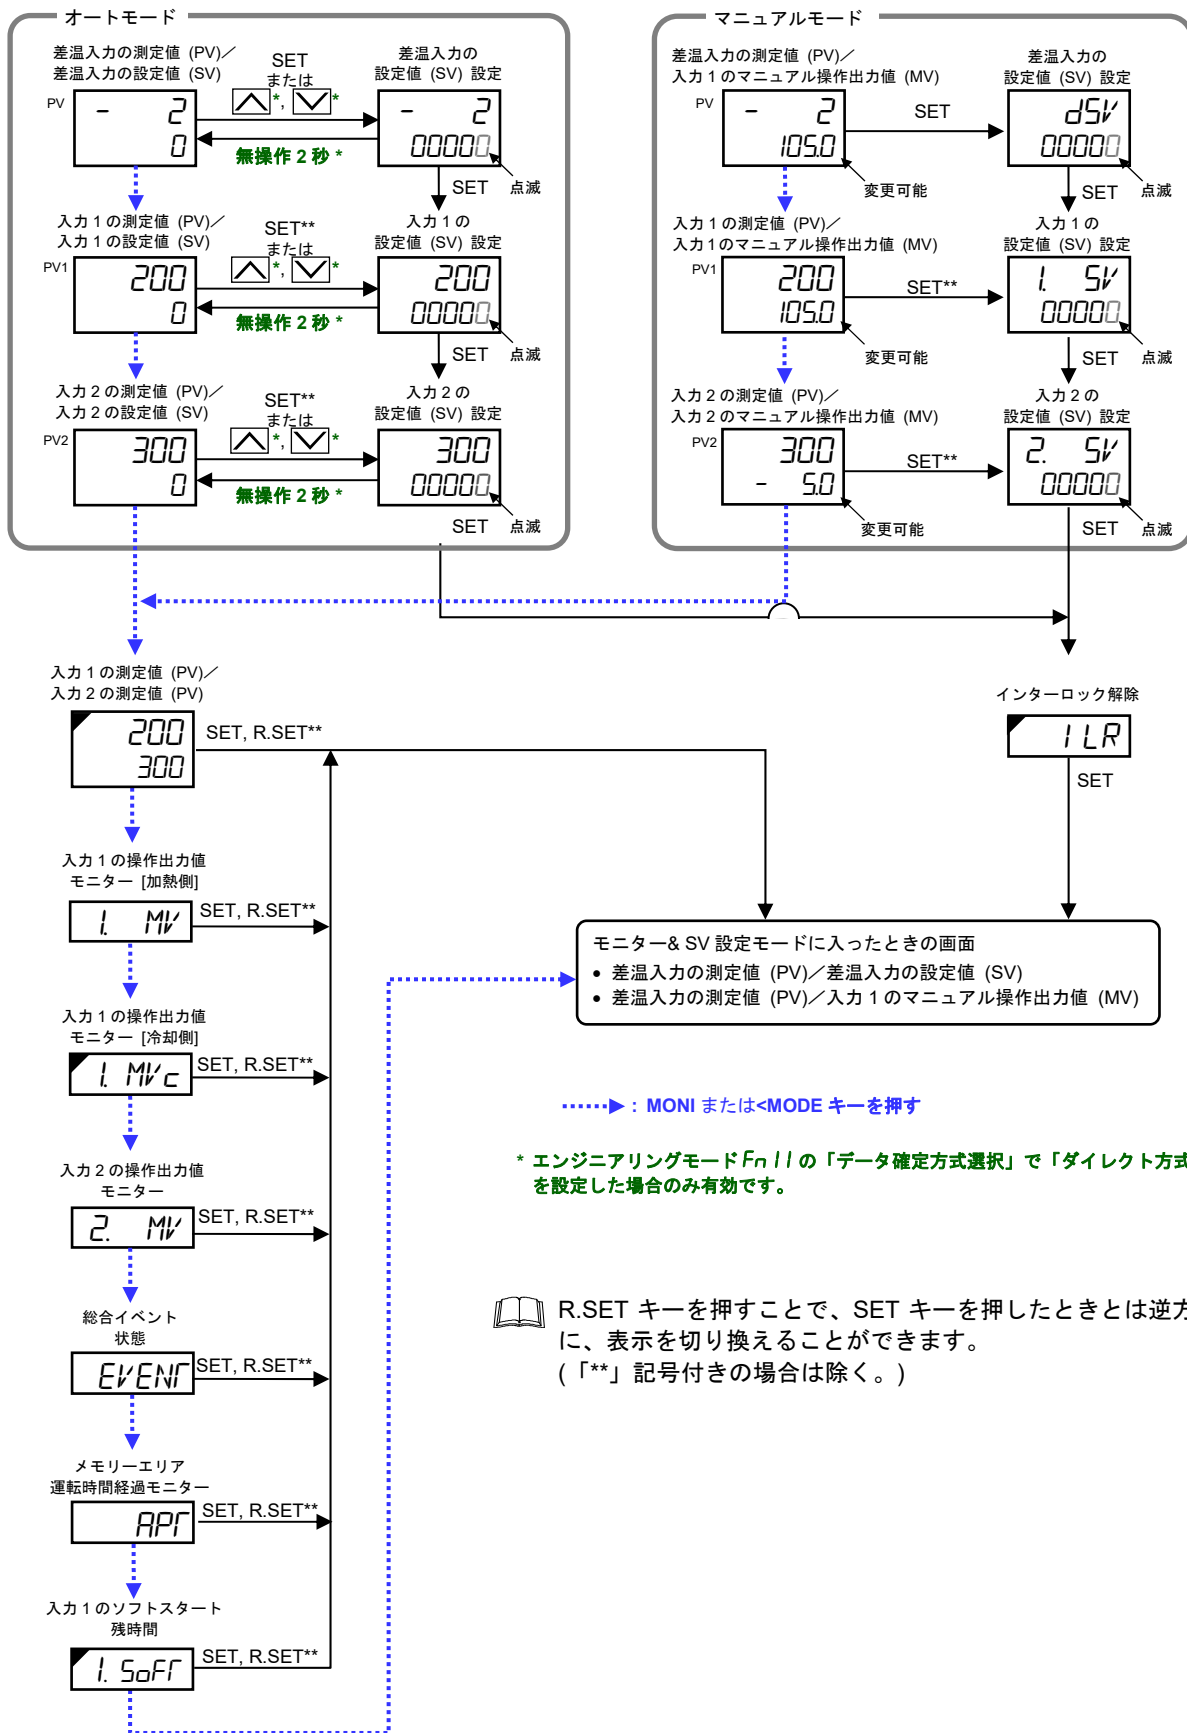 オートモード
差温入力の測定値 (PV)／
差温入力の設定値 (SV)
SET
または
*, *
差温入力の
設定値 (SV) 設定
PV
- 2
0
無操作 2 秒 *
- 2
00000
SET
点滅
入力 1 の測定値 (PV)／
入力 1 の設定値 (SV)
SET**
または
*, *
入力 1 の
設定値 (SV) 設定
PV1
200
0
無操作 2 秒 *
200
00000
SET
点滅
入力 2 の測定値 (PV)／
入力 2 の設定値 (SV)
SET**
または
*, *
入力 2 の
設定値 (SV) 設定
PV2
300
0
無操作 2 秒 *
300
00000
SET
点滅
マニュアルモード
差温入力の測定値 (PV)／
入力 1 のマニュアル操作出力値 (MV)
差温入力の
設定値 (SV) 設定
PV
- 2
105.0
SET
dSV
00000
変更可能
SET
点滅
入力 1 の測定値 (PV)／
入力 1 のマニュアル操作出力値 (MV)
入力 1 の
設定値 (SV) 設定
PV1
200
105.0
SET**
1. SV
00000
変更可能
SET
点滅
入力 2 の測定値 (PV)／
入力 2 のマニュアル操作出力値 (MV)
入力 2 の
設定値 (SV) 設定
PV2
300
- 5.0
SET**
2. SV
00000
変更可能
SET
点滅
入力 1 の測定値 (PV)／
入力 2 の測定値 (PV)
200
300
SET, R.SET**
インターロック解除
ILR
SET
入力 1 の操作出力値
モニター [加熱側]
1. MV
SET, R.SET**
入力 1 の操作出力値
モニター [冷却側]
1. MVc
SET, R.SET**
入力 2 の操作出力値
モニター
2. MV
SET, R.SET**
総合イベント
状態
EVENT
SET, R.SET**
メモリーエリア
運転時間経過モニター
APT
SET, R.SET**
入力 1 のソフトスタート
残時間
1. SoFT
SET, R.SET**
モニター& SV 設定モードに入ったときの画面
• 差温入力の測定値 (PV)／差温入力の設定値 (SV)
• 差温入力の測定値 (PV)／入力 1 のマニュアル操作出力値 (MV)
: MONI または<MODE キーを押す
* エンジニアリングモード Fn11 の「データ確定方式選択」で「ダイレクト方式
を設定した場合のみ有効です。
R.SET キーを押すことで、SET キーを押したときとは逆方
に、表示を切り換えることができます。
(「**」記号付きの場合は除く。)